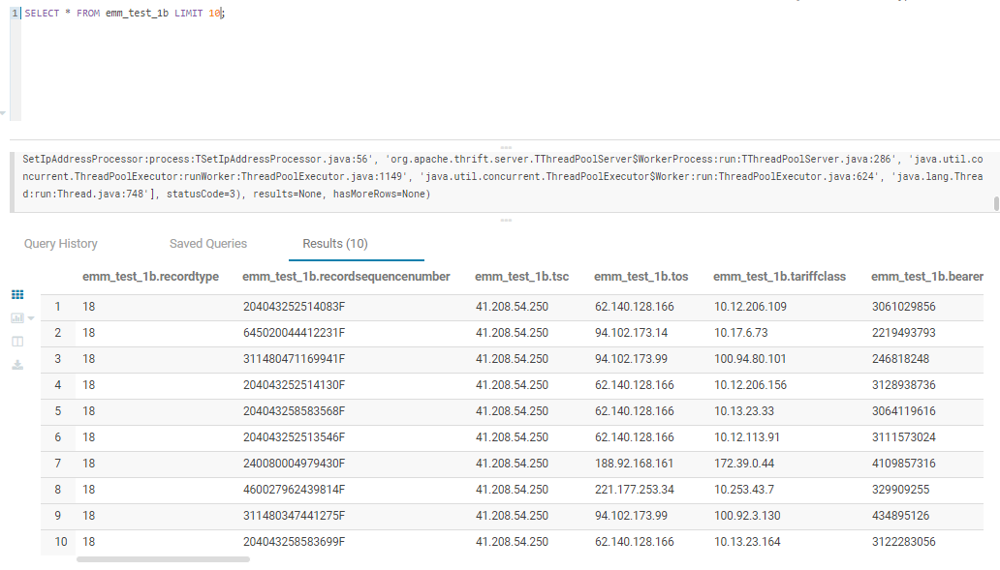 1 SELECT * FROM emm_test_1b LIMIT 10;
SetIpAddressProcessor:process:TSetIpAddressProcessor.java:56', 'org.apache.thrift.server.TThreadPoolServer$WorkerProcess:run:TThreadPoolServer.java:286', 'java.util.co
ncurrent.ThreadPoolExecutor:runWorker:ThreadPoolExecutor.java:1149', 'java.util.concurrent.ThreadPoolExecutor$Worker:run:ThreadPoolExecutor.java:624', 'java.lang.Threa
d:run:Thread.java:748'], statusCode=3), results=None, hasMoreRows=None)
Query History Saved Queries Results (10)
emm_test_1b.recordtype emm_test_1b.recordsequencenumber emm_test_1b.tsc emm_test_1b.tos emm_test_1b.tariffclass emm_test_1b.bearer
1 18 204043252514083F 41.208.54.250 62.140.128.166 10.12.206.109 3061029856
2 18 645020044412231F 41.208.54.250 94.102.173.14 10.17.6.73 2219493793
3 18 311480471169941F 41.208.54.250 94.102.173.99 100.94.80.101 246818248
4 18 204043252514130F 41.208.54.250 62.140.128.166 10.12.206.156 3128938736
5 18 204043258583568F 41.208.54.250 62.140.128.166 10.13.23.33 3064119616
6 18 204043252513546F 41.208.54.250 62.140.128.166 10.12.113.91 3111573024
7 18 240080004979430F 41.208.54.250 188.92.168.161 172.39.0.44 4109857316
8 18 460027962439814F 41.208.54.250 221.177.253.34 10.253.43.7 329909255
9 18 311480347441275F 41.208.54.250 94.102.173.99 100.92.3.130 434895126
10 18 204043258583699F 41.208.54.250 62.140.128.166 10.13.23.164 3122283056